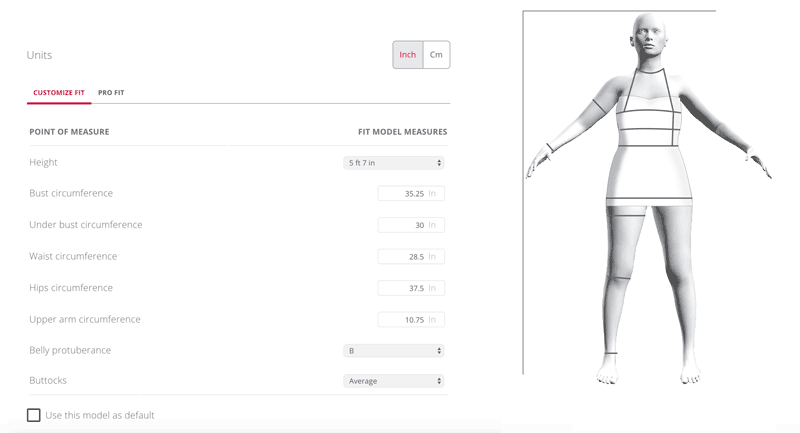 Units
Inch Cm
CUSTOMIZE FIT PRO FIT
POINT OF MEASURE FIT MODEL MEASURES
Height 5 ft 7 in
Bust circumference 35.25 In
Under bust circumference 30 In
Waist circumference 28.5 In
Hips circumference 37.5 In
Upper arm circumference 10.75 In
Belly protuberance B
Buttocks Average
Use this model as default